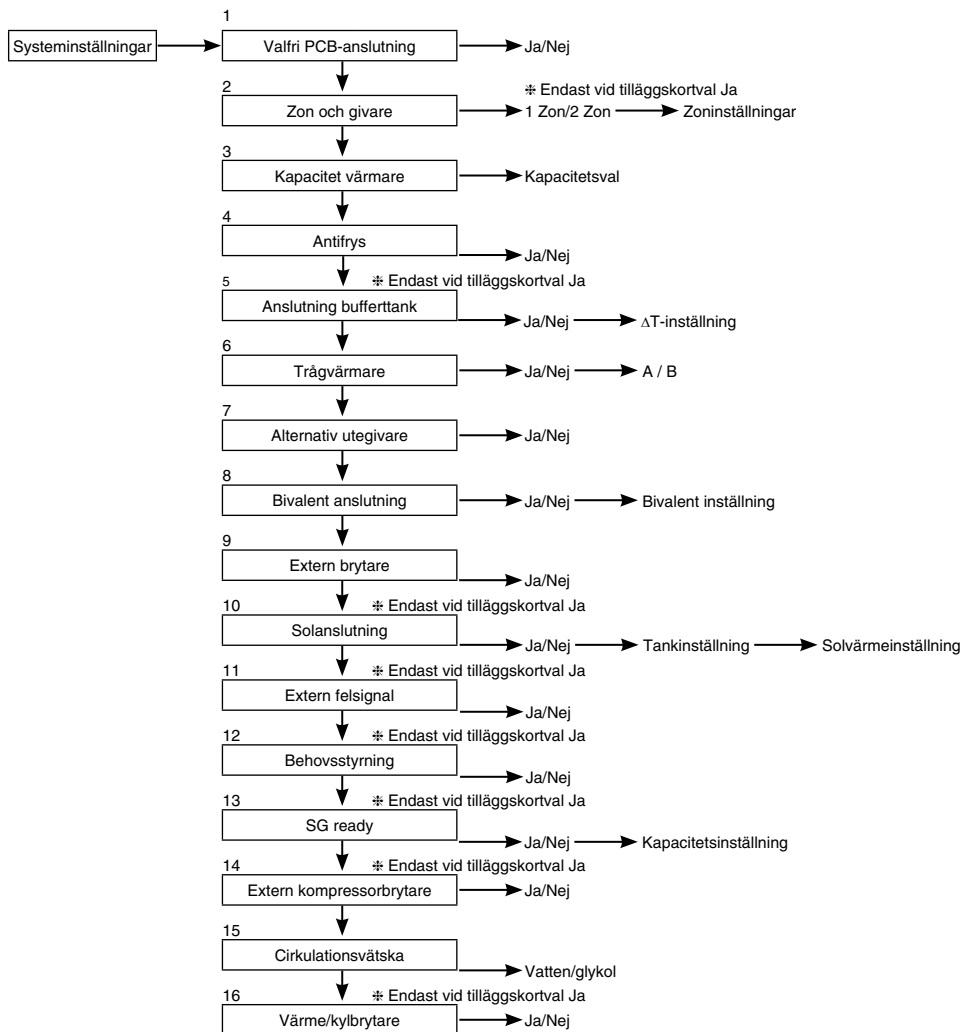 1
Systeminställningar Valfri PCB-anslutning Ja/Nej
2 ⁜ Endast vid tilläggskortval Ja
Zon och givare 1 Zon/2 Zon Zoninställningar
3
Kapacitet värmare Kapacitetsval
4
Antifrys Ja/Nej
5 ⁜ Endast vid tilläggskortval Ja
Anslutning bufferttank Ja/Nej ΔT-inställning
6
Trågvärmare Ja/Nej A / B
7
Alternativ utegivare Ja/Nej
8
Bivalent anslutning Ja/Nej Bivalent inställning
9
Extern brytare Ja/Nej
10 ⁜ Endast vid tilläggskortval Ja
Solanslutning Ja/Nej Tankinställning Solvärmeinställning
11 ⁜ Endast vid tilläggskortval Ja
Extern felsignal Ja/Nej
12 ⁜ Endast vid tilläggskortval Ja
Behovsstyrning Ja/Nej
13 ⁜ Endast vid tilläggskortval Ja
SG ready Ja/Nej Kapacitetsinställning
14 ⁜ Endast vid tilläggskortval Ja
Extern kompressorbrytare Ja/Nej
15
Cirkulationsvätska Vatten/glykol
16 ⁜ Endast vid tilläggskortval Ja
Värme/kylbrytare Ja/Nej